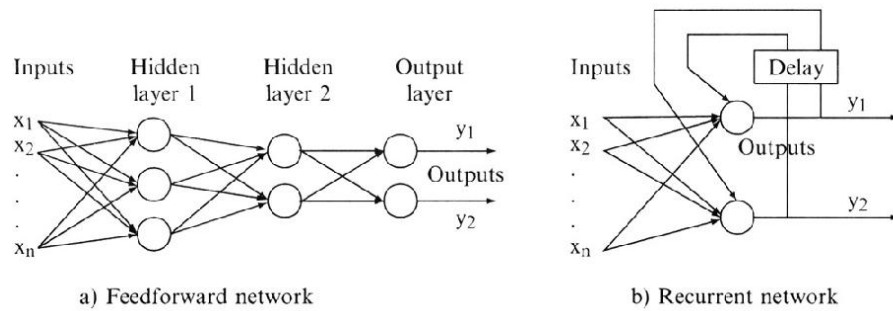 Inputs
Hidden
layer 1
Hidden
layer 2
Output
layer
x1
x2
.
.
.
xn
y1
Outputs
y2
a) Feedforward network
Inputs
Delay
x1
x2
.
.
.
xn
y1
Outputs
y2
b) Recurrent network